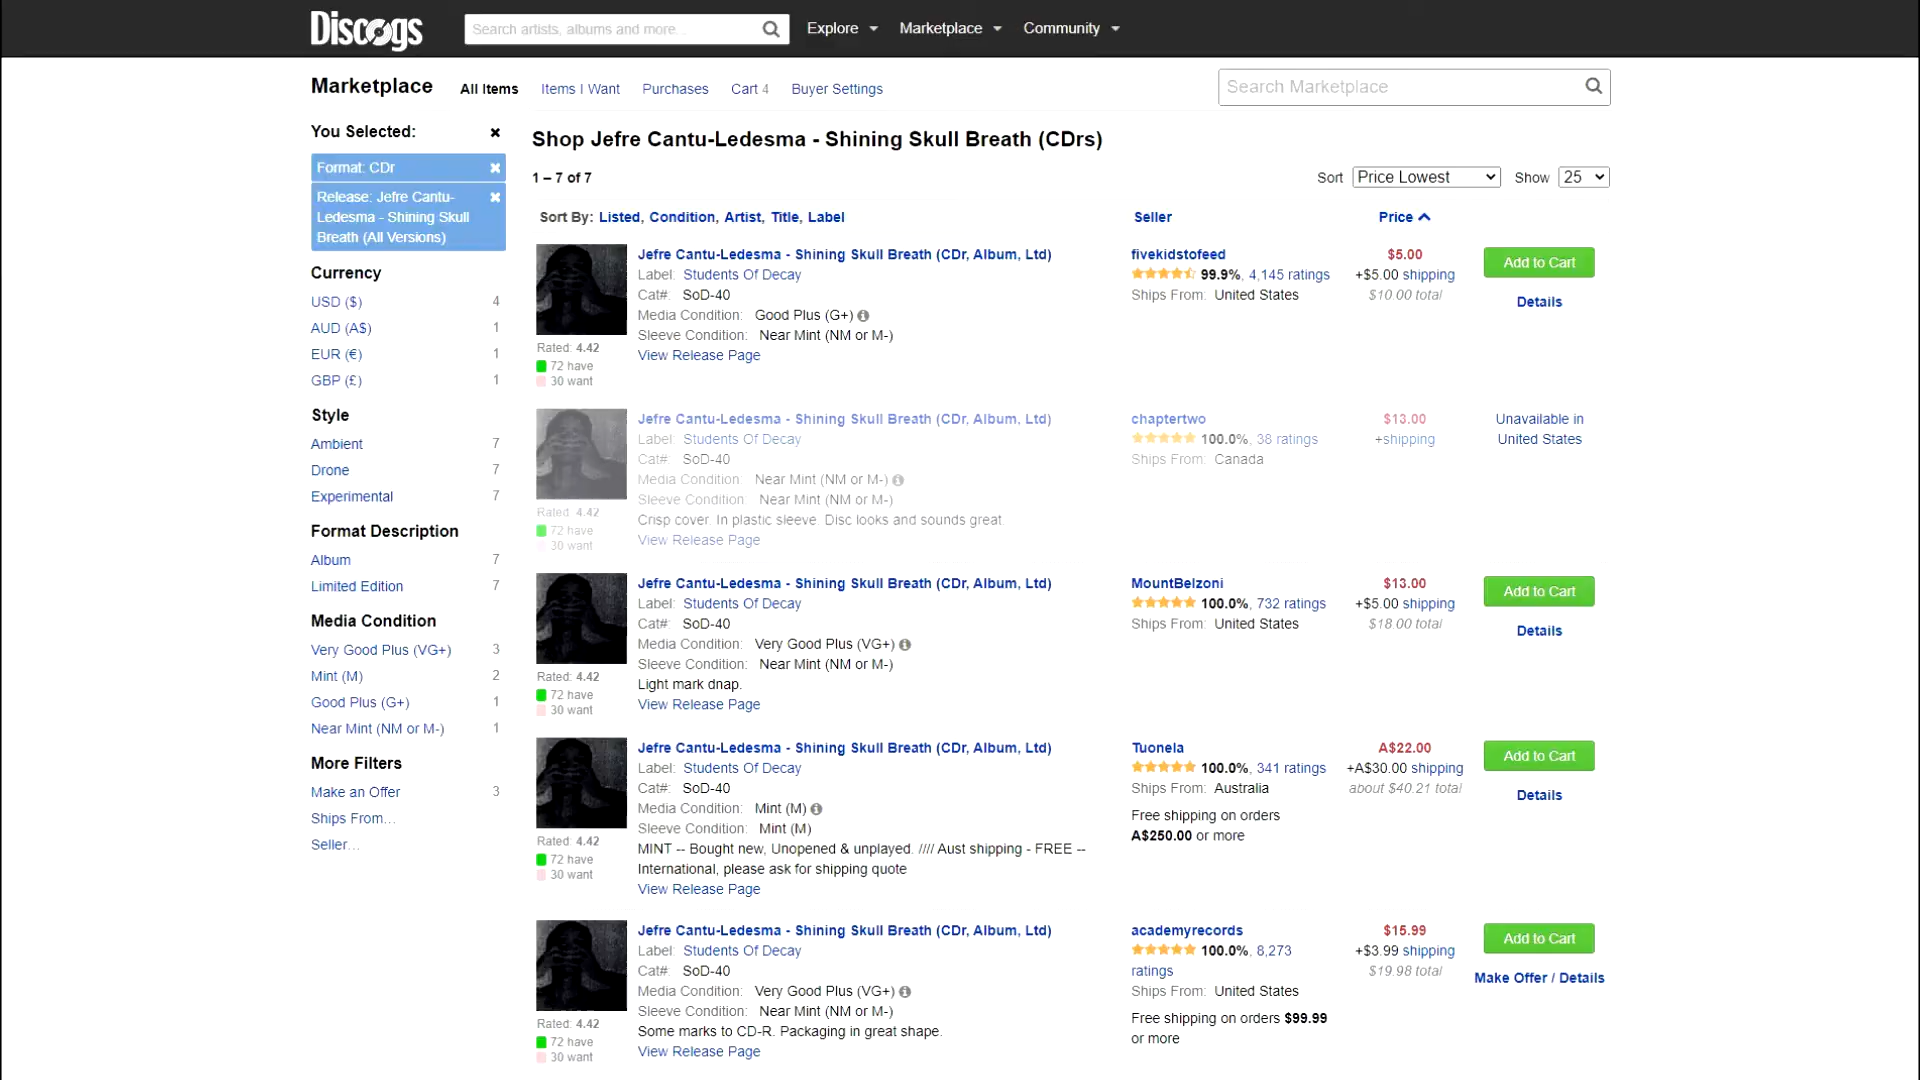 Discogs
Search artists, albums and more...
Explore
Marketplace
Community
Marketplace
All Items
Items I Want
Purchases
Cart 4
Buyer Settings
Search Marketplace
You Selected:
Format: CDr
Release: Jefre Cantu-
Ledesma - Shining Skull
Breath (All Versions)
Currency
USD ($) 4
AUD (A$) 1
EUR (€) 1
GBP (£) 1
Style
Ambient 7
Drone 7
Experimental 7
Format Description
Album 7
Limited Edition 7
Media Condition
Very Good Plus (VG+) 3
Mint (M) 2
Good Plus (G+) 1
Near Mint (NM or M-) 1
More Filters
Make an Offer 3
Ships From...
Seller...
Shop Jefre Cantu-Ledesma - Shining Skull Breath (CDrs)
1 – 7 of 7
Sort Price Lowest Show 25
Sort By: Listed, Condition, Artist, Title, Label
Seller
Price
Jefre Cantu-Ledesma - Shining Skull Breath (CDr, Album, Ltd)
Label: Students Of Decay
Cat#: SoD-40
Media Condition: Good Plus (G+)
Sleeve Condition: Near Mint (NM or M-)
View Release Page
Rated: 4.42
72 have
30 want
fivekidstofeed
99.9%, 4,145 ratings
Ships From: United States
$5.00
+$5.00 shipping
$10.00 total
Add to Cart
Details
Jefre Cantu-Ledesma - Shining Skull Breath (CDr, Album, Ltd)
Label: Students Of Decay
Cat#: SoD-40
Media Condition: Near Mint (NM or M-)
Sleeve Condition: Near Mint (NM or M-)
Crisp cover. In plastic sleeve. Disc looks and sounds great.
View Release Page
Rated: 4.42
72 have
30 want
chaptertwo
100.0%, 38 ratings
Ships From: Canada
$13.00
+shipping
Unavailable in
United States
Jefre Cantu-Ledesma - Shining Skull Breath (CDr, Album, Ltd)
Label: Students Of Decay
Cat#: SoD-40
Media Condition: Very Good Plus (VG+)
Sleeve Condition: Near Mint (NM or M-)
Light mark dnap.
View Release Page
Rated: 4.42
72 have
30 want
MountBelzoni
100.0%, 732 ratings
Ships From: United States
$13.00
+$5.00 shipping
$18.00 total
Add to Cart
Details
Jefre Cantu-Ledesma - Shining Skull Breath (CDr, Album, Ltd)
Label: Students Of Decay
Cat#: SoD-40
Media Condition: Mint (M)
Sleeve Condition: Mint (M)
MINT -- Bought new, Unopened & unplayed. //// Aust shipping - FREE --
International, please ask for shipping quote
View Release Page
Rated: 4.42
72 have
30 want
Tuonela
100.0%, 341 ratings
Ships From: Australia
Free shipping on orders
A$250.00 or more
A$22.00
+A$30.00 shipping
about $40.21 total
Add to Cart
Details
Jefre Cantu-Ledesma - Shining Skull Breath (CDr, Album, Ltd)
Label: Students Of Decay
Cat#: SoD-40
Media Condition: Very Good Plus (VG+)
Sleeve Condition: Near Mint (NM or M-)
Some marks to CD-R. Packaging in great shape.
View Release Page
Rated: 4.42
72 have
30 want
academyrecords
100.0%, 8,273
ratings
Ships From: United States
Free shipping on orders $99.99
or more
$15.99
+$3.99 shipping
$19.98 total
Add to Cart
Make Offer / Details